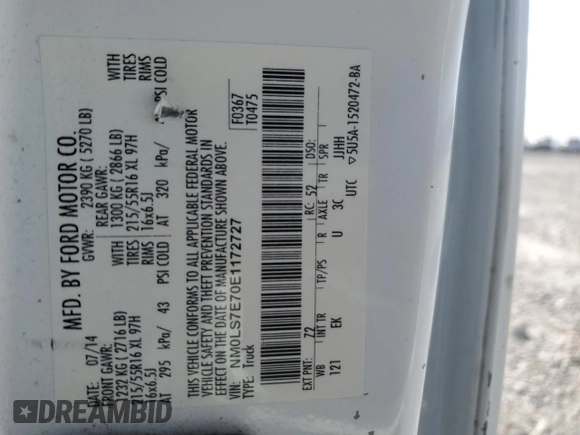 MFD. BY FORD MOTOR CO.
DATE: 07/14 GVWR: 2390 KG ( 5270 LB)
FRONT GAWR: REAR GAWR:
1232 KG ( 2716 LB) WITH 1300 KG ( 2866 LB) WITH
215/55R16 XL 97H TIRES 215/55R16 XL 97H TIRES
16x6.5J RIMS 16x6.5J RIMS
AT 295 kPa/ 43 PSI COLD AT 320 kPa/ PSI COLD
THIS VEHICLE CONFORMS TO ALL APPLICABLE FEDERAL MOTOR
VEHICLE SAFETY AND THEFT PREVENTION STANDARDS IN
EFFECT ON THE DATE OF MANUFACTURE SHOWN ABOVE.
F0367
T0475
VIN: NM0LS7E70E1172727
TYPE: Truck
EXT PNT: 72 RC: 52 DSO:
WB INT TR TP/PS R AXLE TR SPR
121 EK U 3C JJHH
UTC ▽5U5A-1520472-BA
DREAMBID